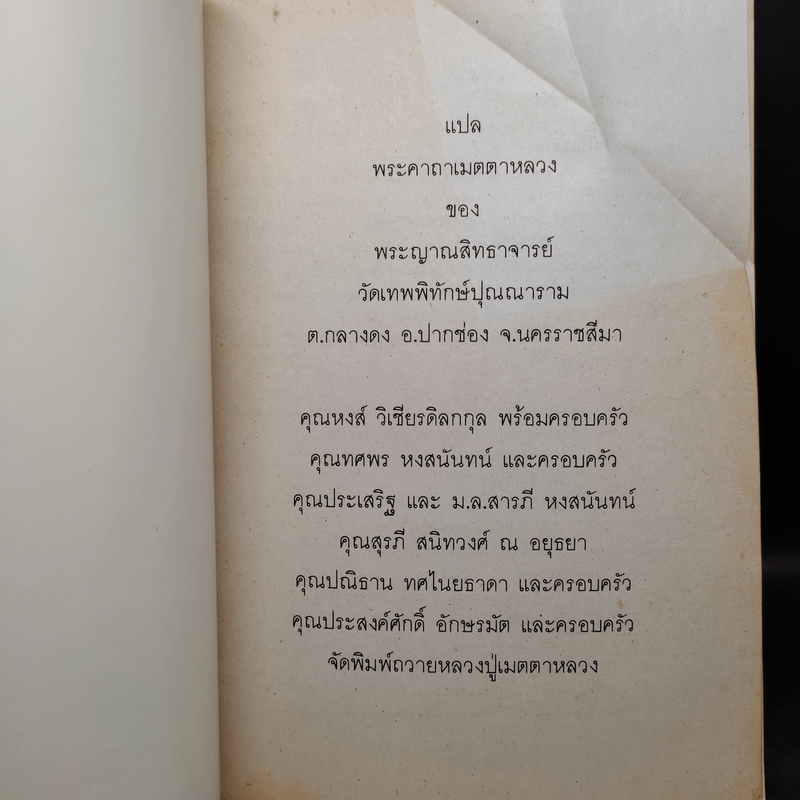 แปล
พระคาถาเมตตาหลวง
ของ
พระญาณสิทธาจารย์
วัดเทพพิทักษ์ปุณณาราม
ต.กลางดง อ.ปากช่อง จ.นครราชสีมา
คุณหงส์ วิเชียรดิลกกุล พร้อมครอบครัว
คุณทศพร หงสนันทน์ และครอบครัว
คุณประเสริฐ และ ม.ล.สารภี หงสนันทน์
คุณสุรภี สนิทวงศ์ ณ อยุธยา
คุณปณิธาน ทศไนยธาดา และครอบครัว
คุณประสงค์ศักดิ์ อักษรมัต และครอบครัว
จัดพิมพ์ถวายหลวงปู่เมตตาหลวง